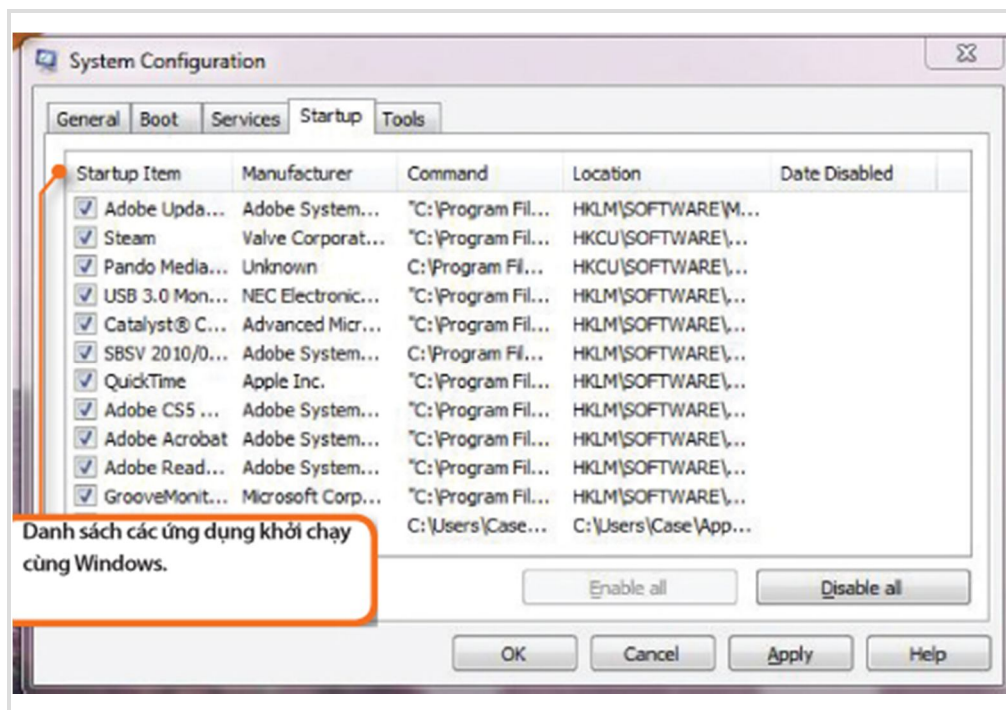 System Configuration
General Boot Services Startup Tools
Startup Item Manufacturer Command Location Date Disabled
Adobe Upda... Adobe System... "C:\Program Fil... HKLM\SOFTWARE\M...
Steam Valve Corporat... "C:\Program Fil... HKCU\SOFTWARE\...
Pando Media... Unknown C:\Program Fil... HKCU\SOFTWARE\...
USB 3.0 Mon... NEC Electronic... "C:\Program Fil... HKLM\SOFTWARE\...
Catalyst® C... Advanced Micr... "C:\Program Fil... HKLM\SOFTWARE\...
SBSV 2010/0... Adobe System... C:\Program Fil... HKLM\SOFTWARE\...
QuickTime Apple Inc. "C:\Program Fil... HKLM\SOFTWARE\...
Adobe CS5 ... Adobe System... "C:\Program Fil... HKLM\SOFTWARE\...
Adobe Acrobat Adobe System... "C:\Program Fil... HKLM\SOFTWARE\...
Adobe Read... Adobe System... "C:\Program Fil... HKLM\SOFTWARE\...
GrooveMonit... Microsoft Corp... "C:\Program Fil... HKLM\SOFTWARE\...
C:\Users\Case... C:\Users\Case\App...
Danh sách các ứng dụng khởi chạy
cùng Windows.
Enable all Disable all
OK Cancel Apply Help